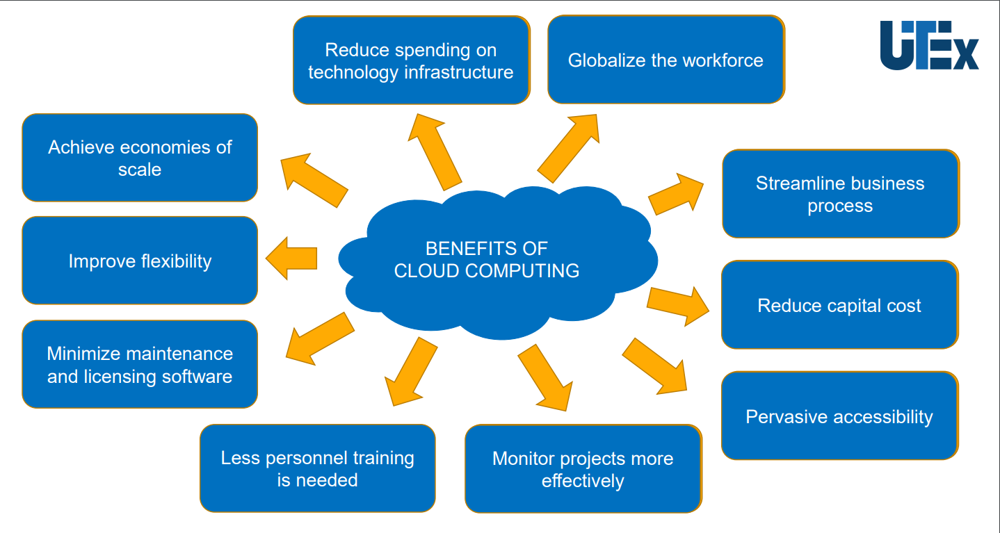 Reduce spending on
technology infrastructure
Globalize the workforce
UTEx
Achieve economies of
scale
Streamline business
process
Improve flexibility
BENEFITS OF
CLOUD COMPUTING
Reduce capital cost
Minimize maintenance
and licensing software
Pervasive accessibility
Less personnel training
is needed
Monitor projects more
effectively